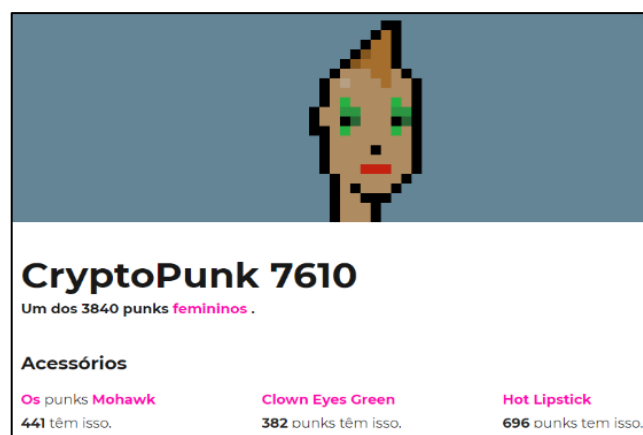 CryptoPunk 7610
Um dos 3840 punks femininos .
Acessórios
Os punks Mohawk
441 têm isso.
Clown Eyes Green
382 punks têm isso.
Hot Lipstick
696 punks tem isso.